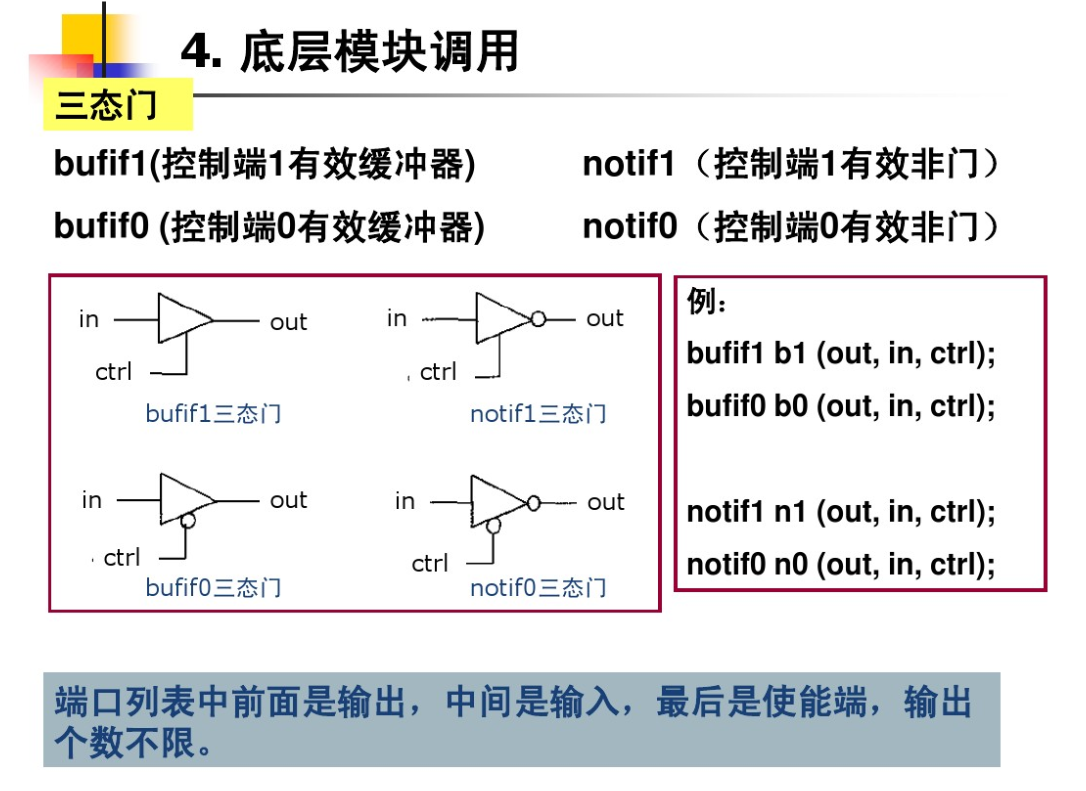 4. 底层模块调用
三态门
bufif1(控制端1有效缓冲器)
notif1（控制端1有效非门）
bufif0 (控制端0有效缓冲器)
notif0（控制端0有效非门）
in
out
ctrl
bufif1三态门
in
out
ctrl
notif1三态门
in
out
ctrl
bufif0三态门
in
out
ctrl
notif0三态门
例：
bufif1 b1 (out, in, ctrl);
bufif0 b0 (out, in, ctrl);
notif1 n1 (out, in, ctrl);
notif0 n0 (out, in, ctrl);
端口列表中前面是输出，中间是输入，最后是使能端，输出
个数不限。